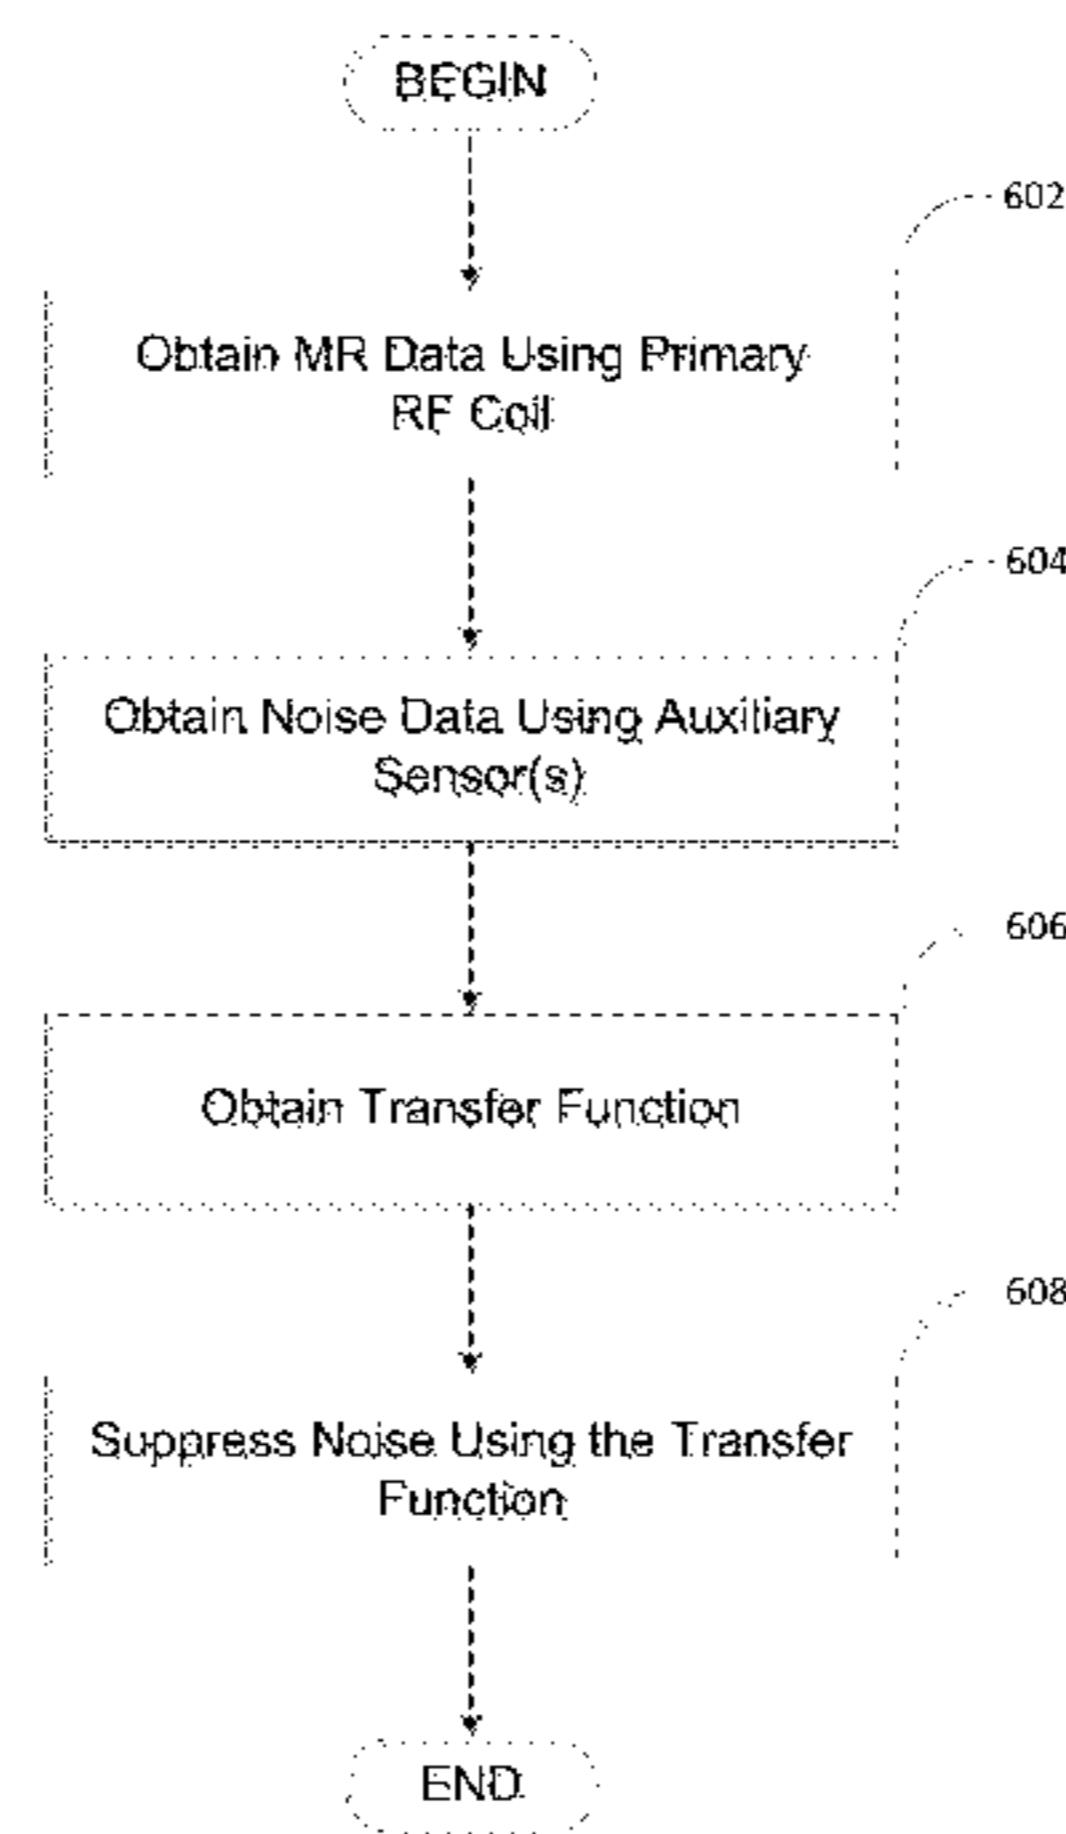 BEGIN
602
Obtain MR Data Using Primary
RF Coil
604
Obtain Noise Data Using Auxiliary
Sensor(s)
606
Obtain Transfer Function
608
Suppress Noise Using the Transfer
Function
END